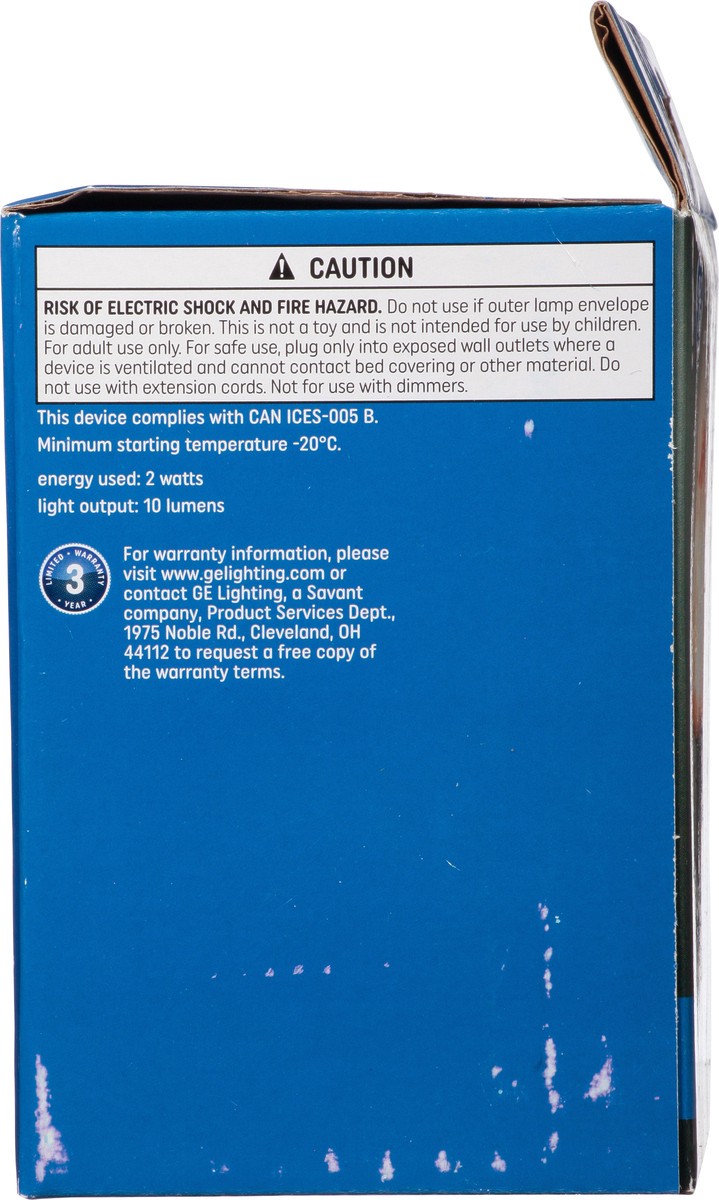 CAUTION
RISK OF ELECTRIC SHOCK AND FIRE HAZARD. Do not use if outer lamp envelope
is damaged or broken. This is not a toy and is not intended for use by children.
For adult use only. For safe use, plug only into exposed wall outlets where a
device is ventilated and cannot contact bed covering or other material. Do
not use with extension cords. Not for use with dimmers.
This device complies with CAN ICES-005 B.
Minimum starting temperature -20°C.
energy used: 2 watts
light output: 10 lumens
LIMITED • WARRANTY
3
• YEAR •
For warranty information, please
visit www.gelighting.com or
contact GE Lighting, a Savant
company, Product Services Dept.,
1975 Noble Rd., Cleveland, OH
44112 to request a free copy of
the warranty terms.